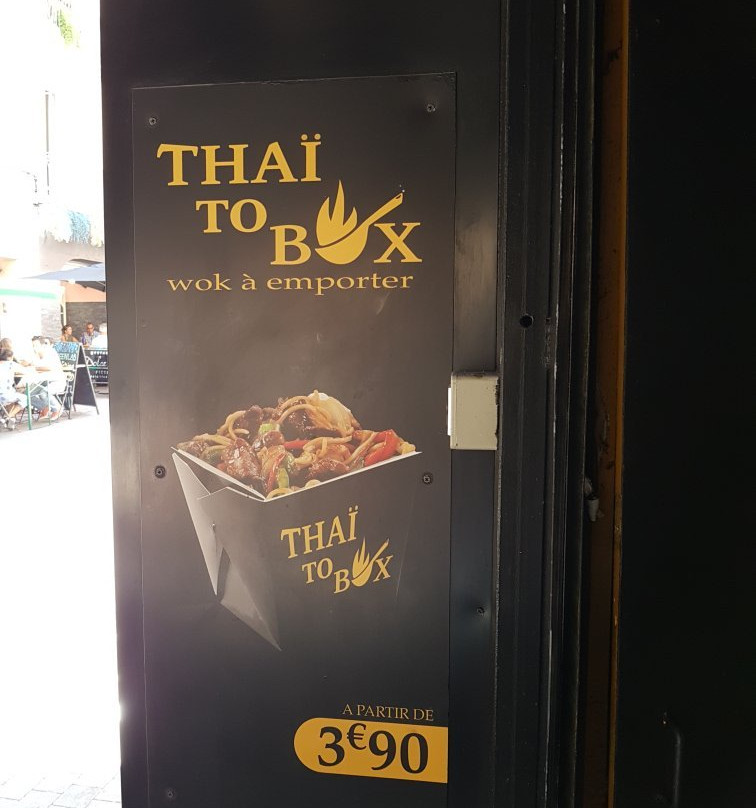 THAÏ
TO
BOX
wok à emporter
THAÏ
TO BOX
A PARTIR DE
3€90